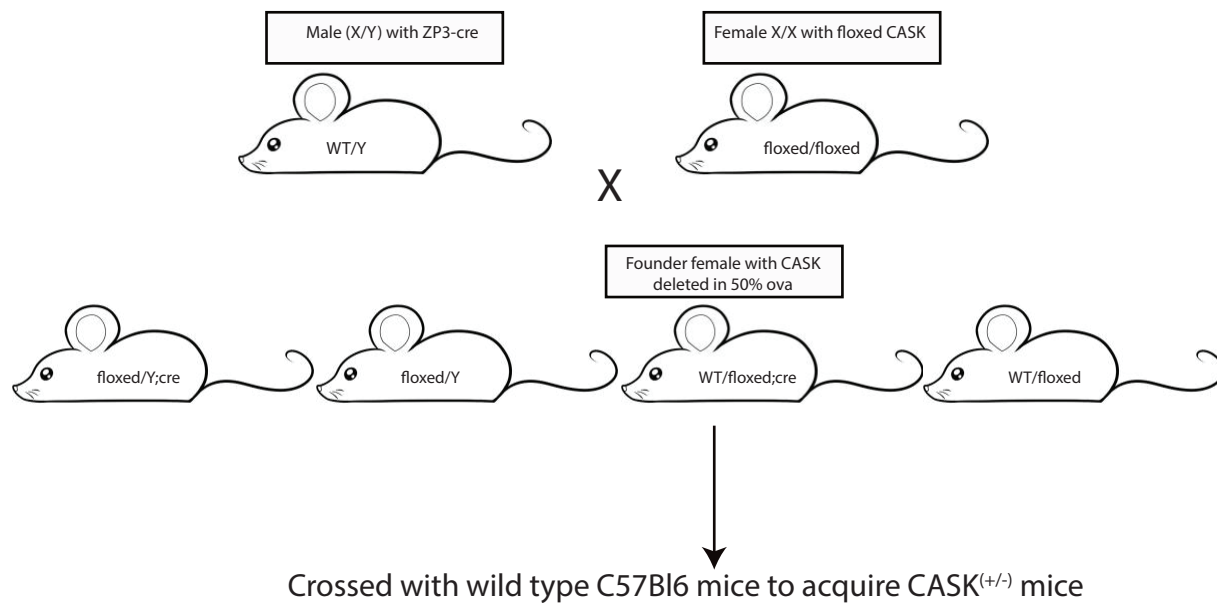 Male (X/Y) with ZP3-cre
Female X/X with floxed CASK
WT/Y
floxed/floxed
X
Founder female with CASK
deleted in 50% ova
floxed/Y;cre
floxed/Y
WT/floxed;cre
WT/floxed
Crossed with wild type C57Bl6 mice to acquire CASK(+/-) mice